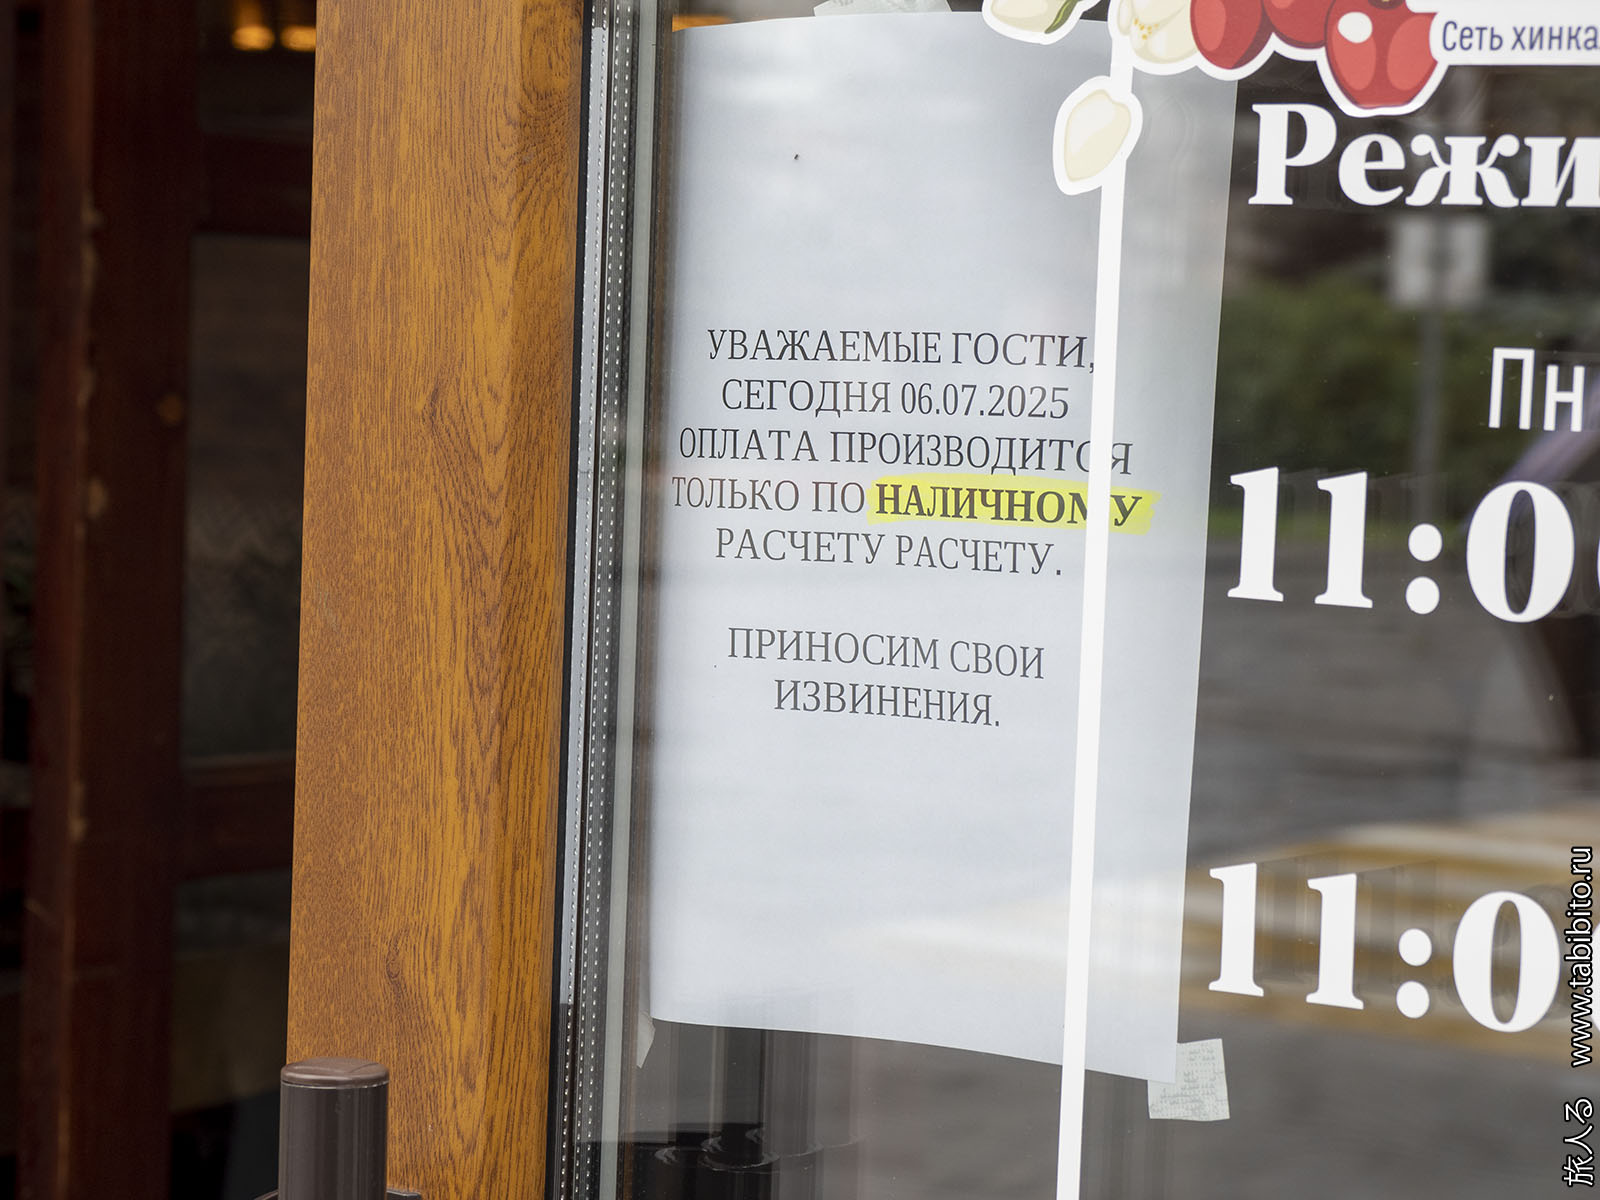 Сеть хинка
Режи
УВАЖАЕМЫЕ ГОСТИ,
СЕГОДНЯ 06.07.2025
ОПЛАТА ПРОИЗВОДИТСЯ
ТОЛЬКО ПО НАЛИЧНОМУ
РАСЧЕТУ РАСЧЕТУ.
ПРИНОСИМ СВОИ
ИЗВИНЕНИЯ.
Пн
11:0
11:0
旅人る www.tabibito.ru